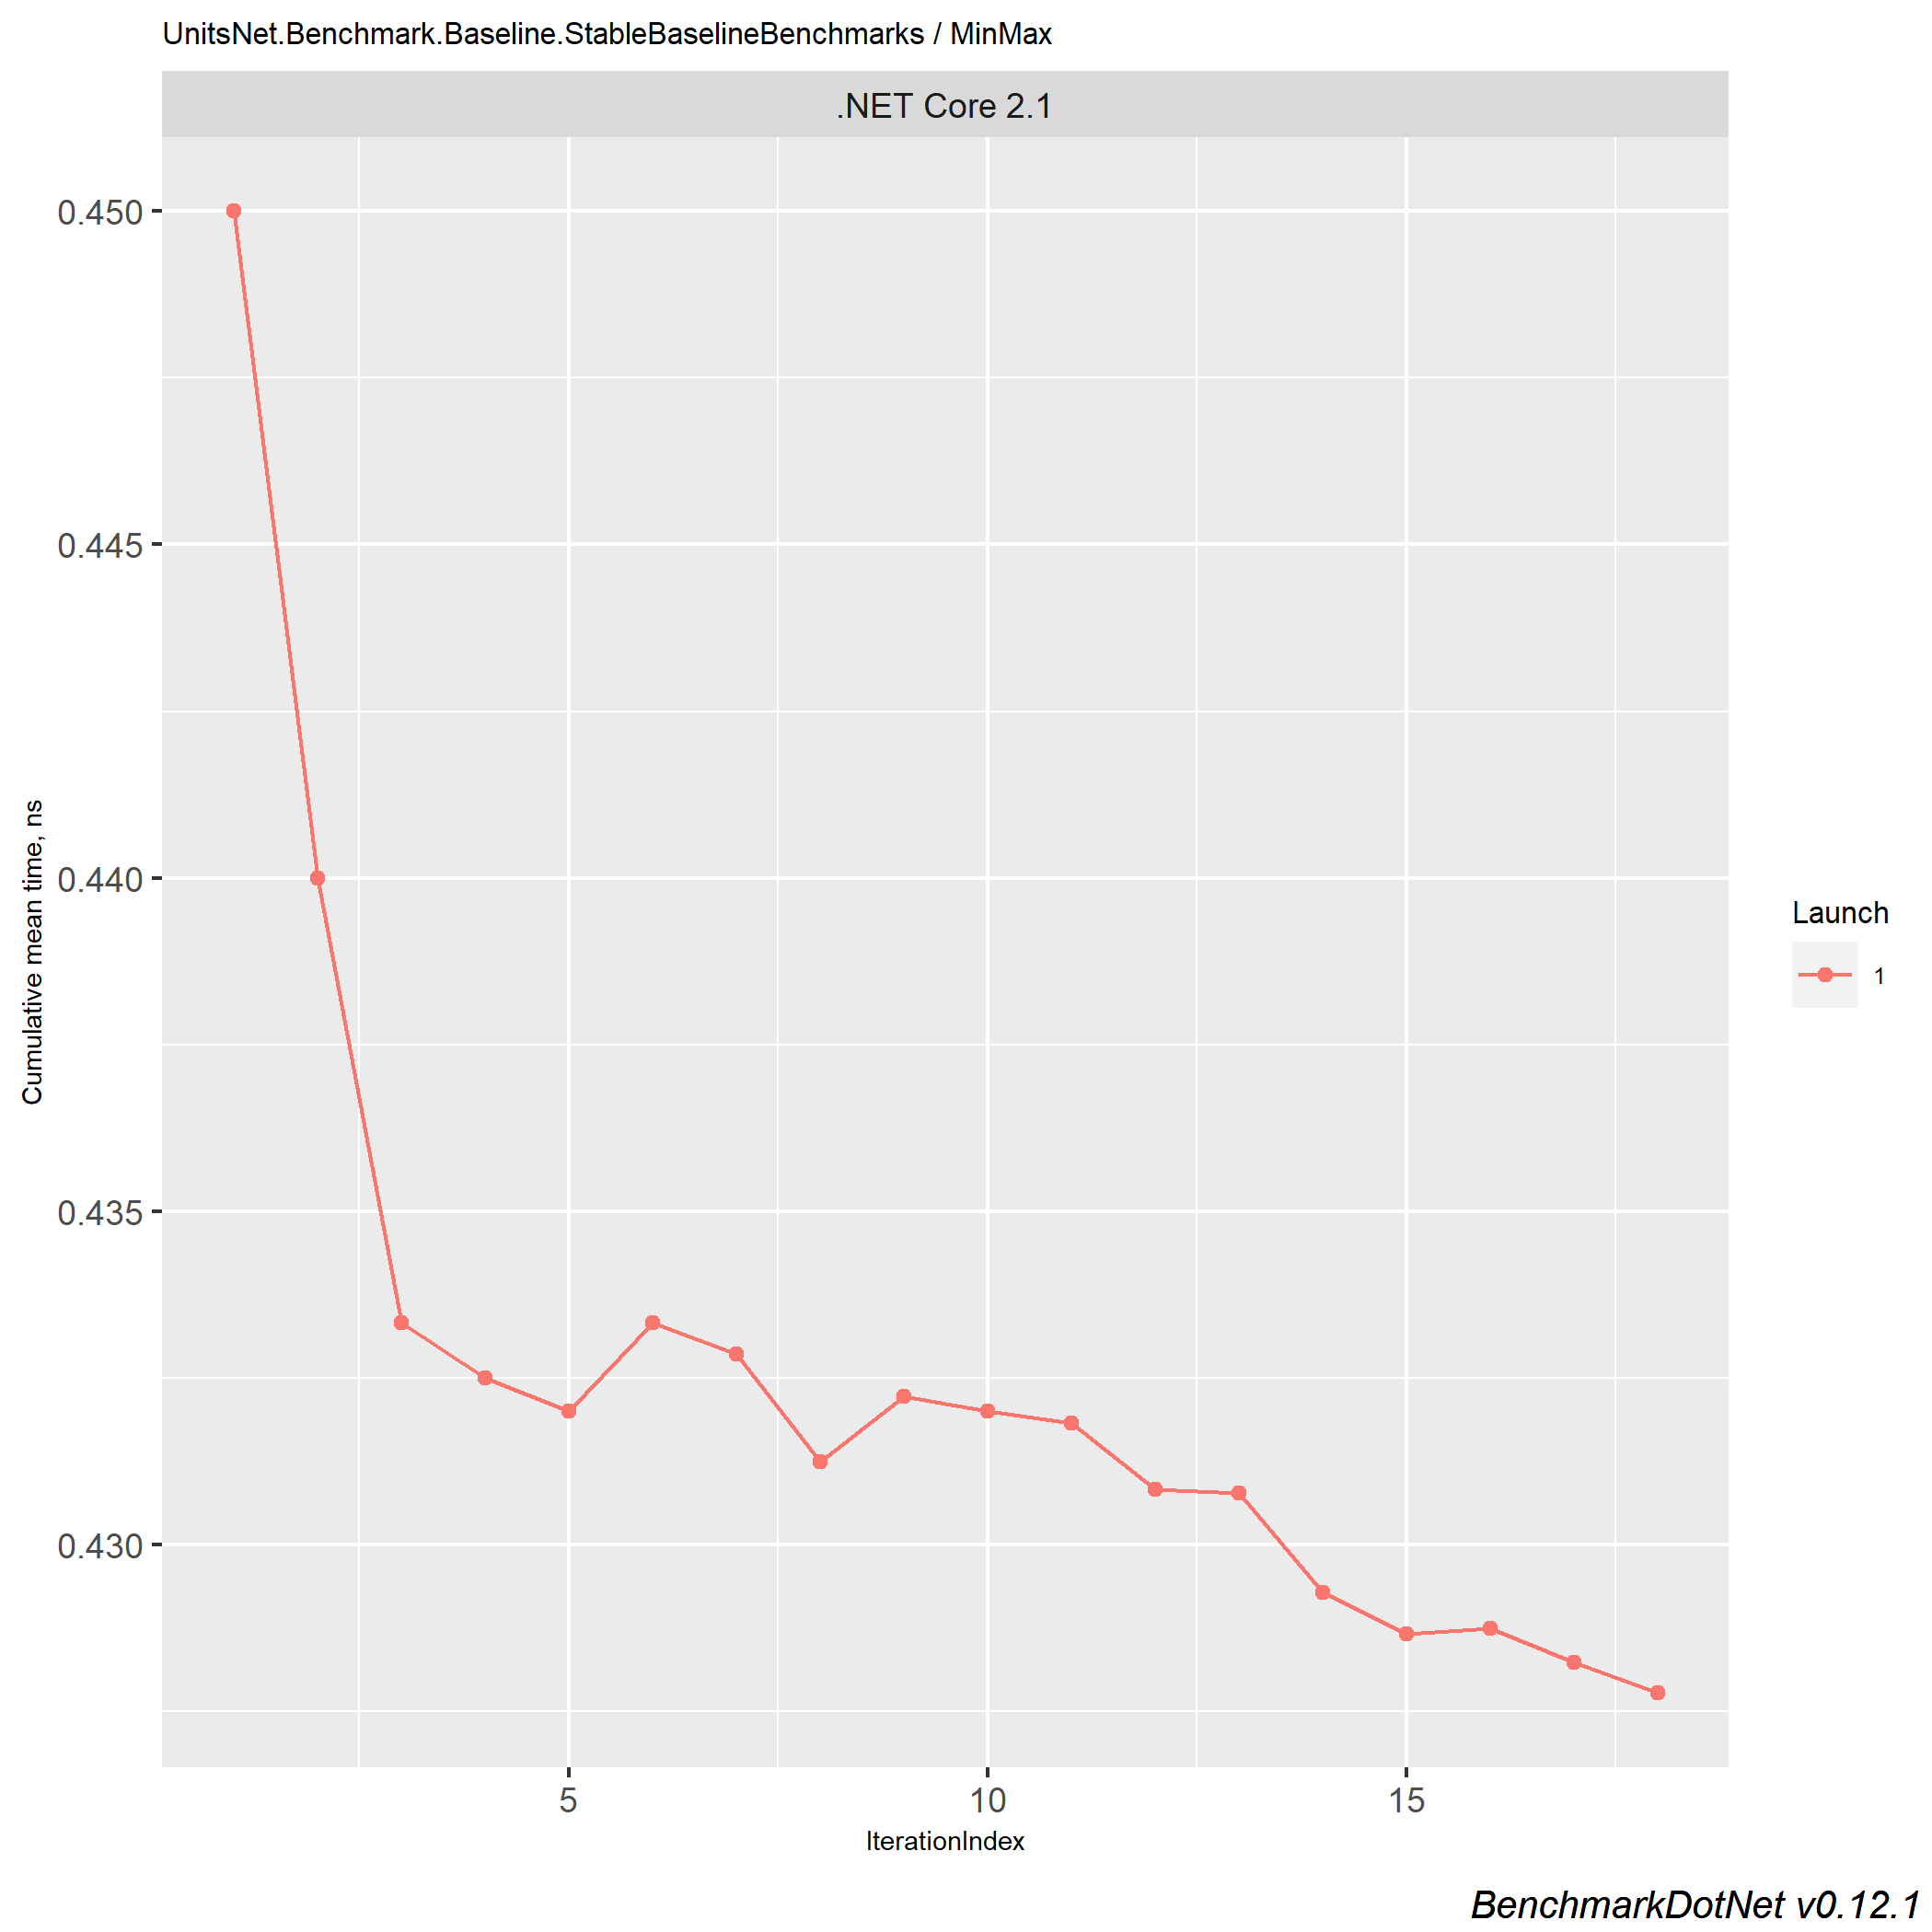 UnitsNet.Benchmark.Baseline.StableBaselineBenchmarks / MinMax
.NET Core 2.1
0.450
0.445
0.440
0.435
0.430
Cumulative mean time, ns
5
10
15
IterationIndex
Launch
1
BenchmarkDotNet v0.12.1